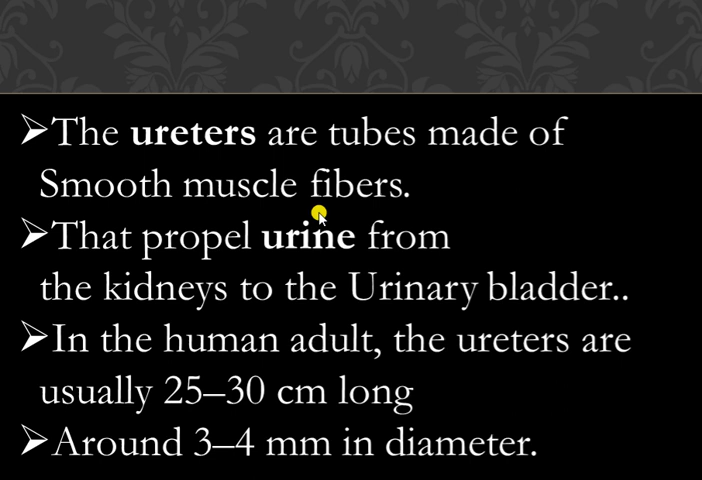 ➢The ureters are tubes made of
Smooth muscle fibers.
➢That propel urine from
the kidneys to the Urinary bladder..
➢In the human adult, the ureters are
usually 25–30 cm long
➢Around 3–4 mm in diameter.